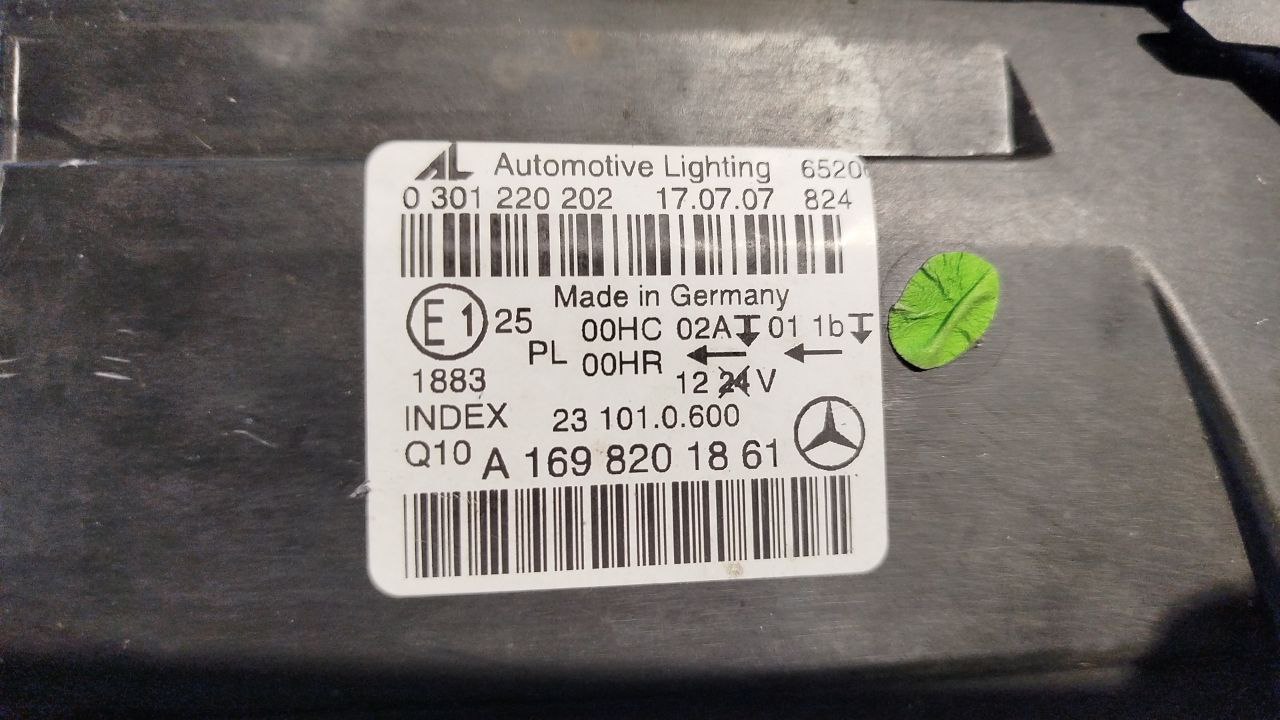 AL Automotive Lighting
0 301 220 202 17.07.07 824
Made in Germany
E1 25 00HC 02A 01 1b
PL 00HR
1883 12 24 V
INDEX 23 101.0.600
Q10 A 169 820 18 61